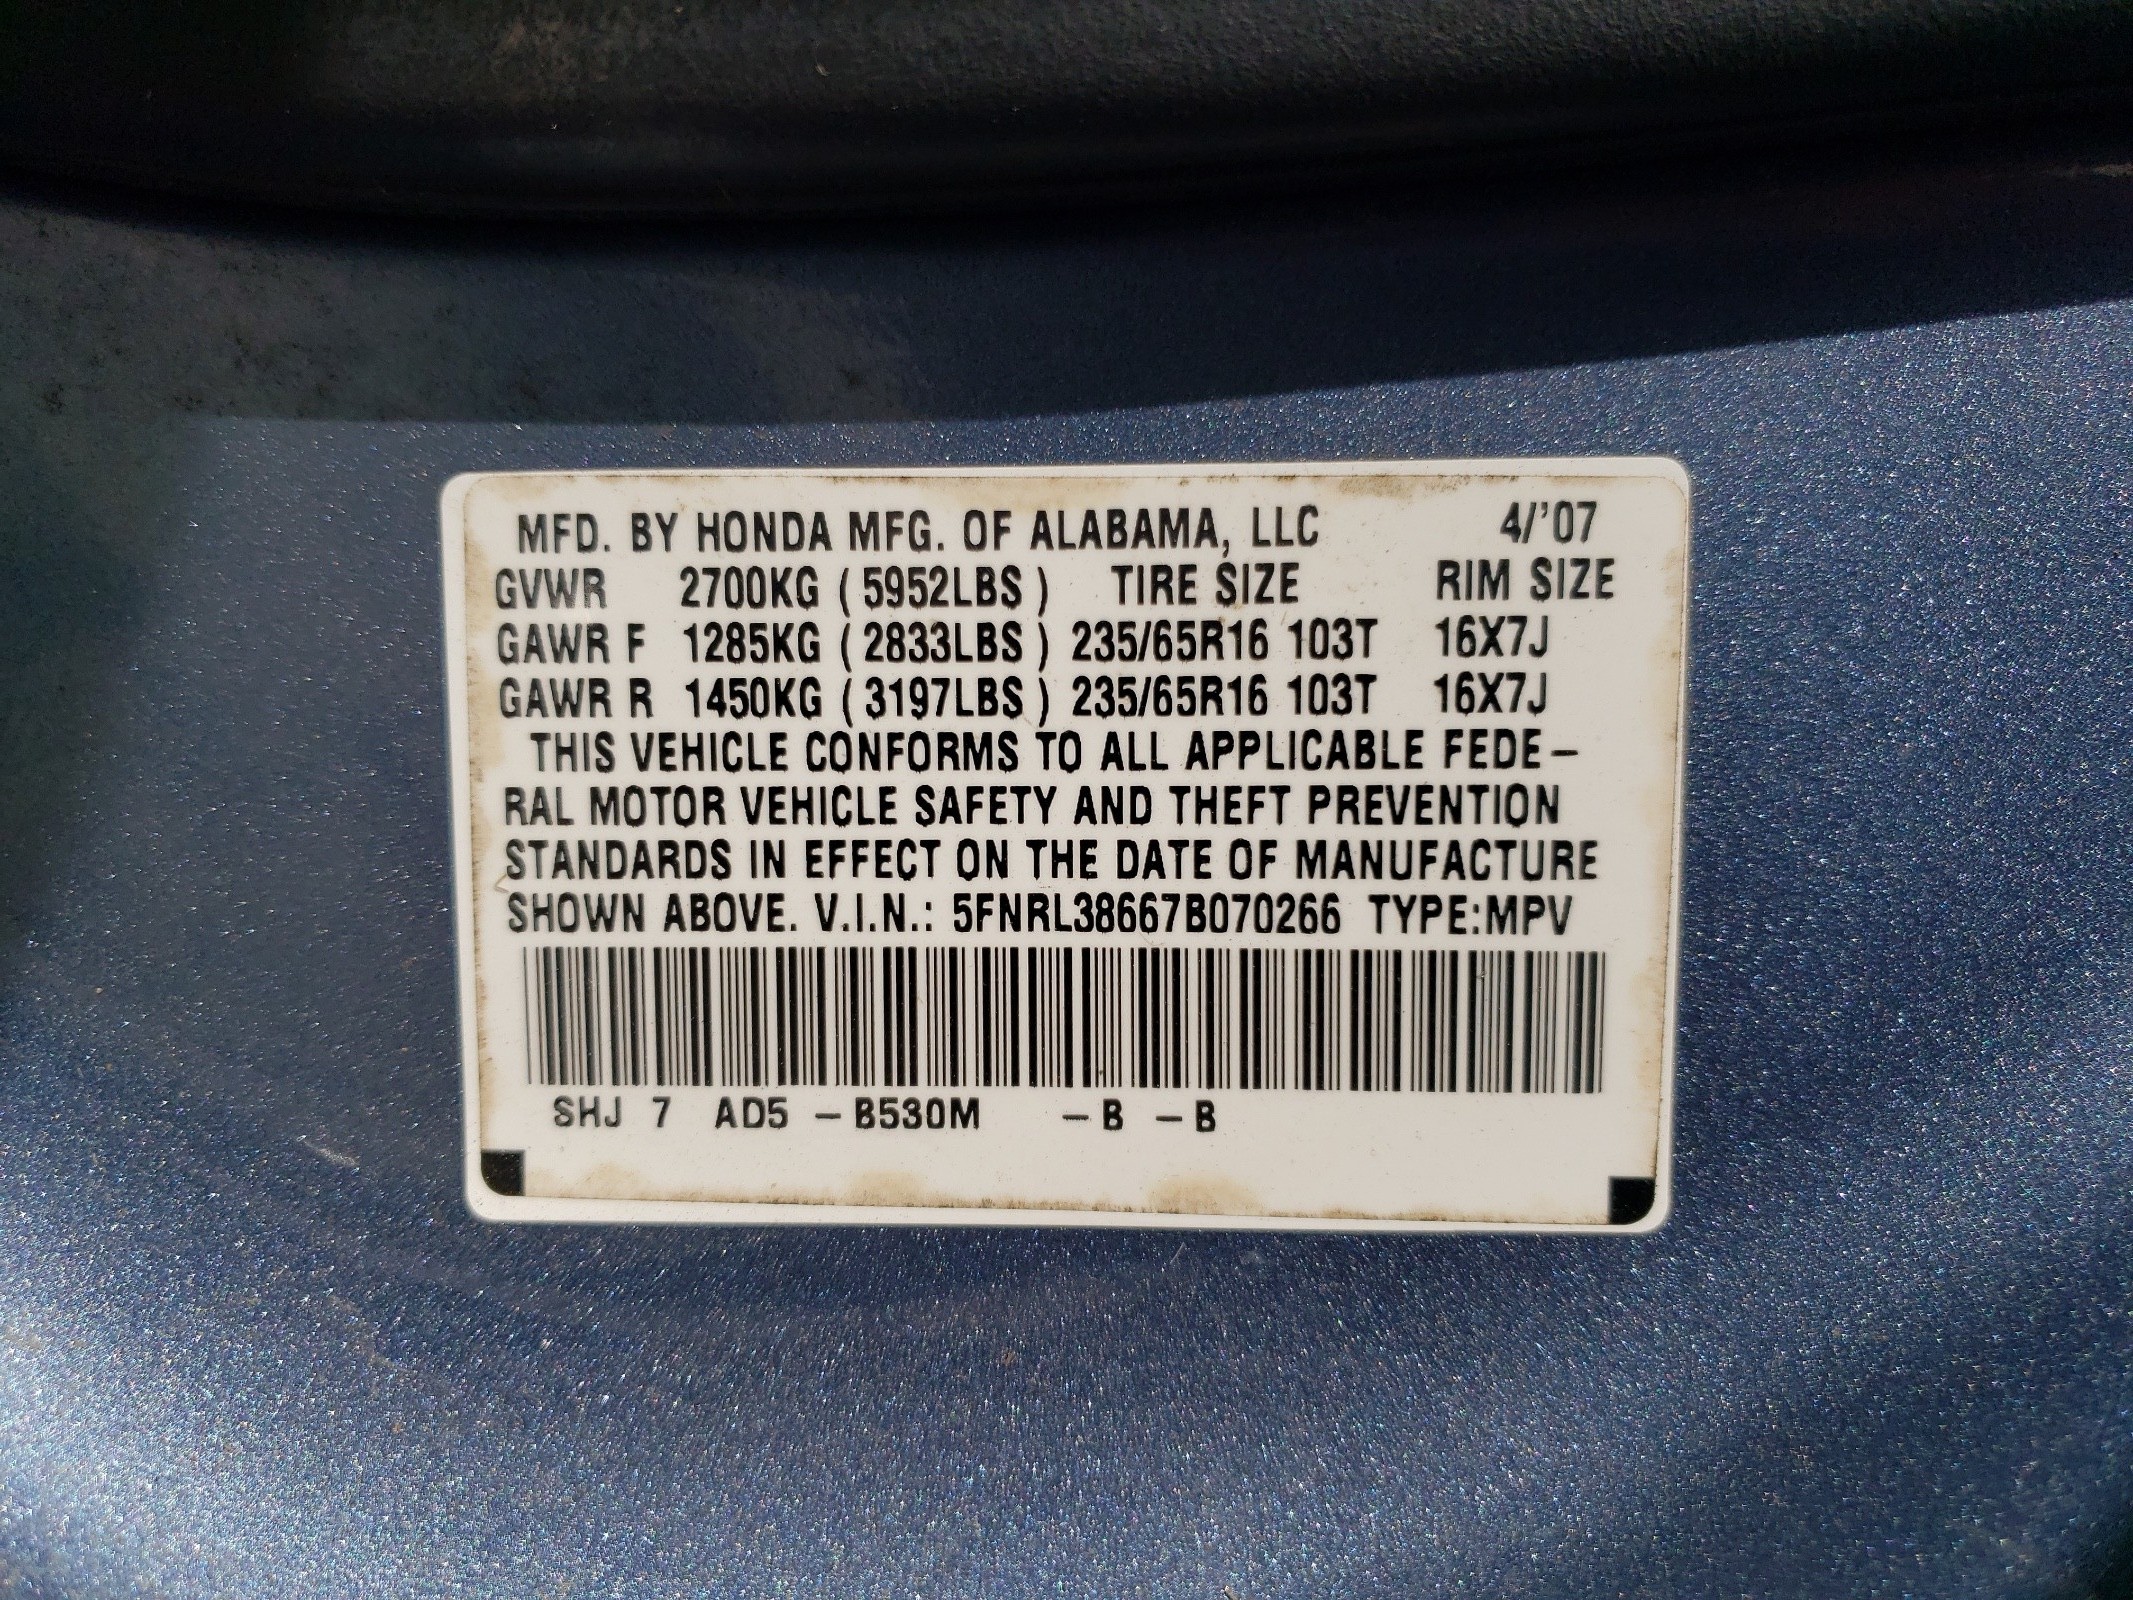 MFD. BY HONDA MFG. OF ALABAMA, LLC 4/'07
GVWR 2700KG (5952LBS) TIRE SIZE RIM SIZE
GAWR F 1285KG (2833LBS) 235/65R16 103T 16X7J
GAWR R 1450KG (3197LBS) 235/65R16 103T 16X7J
THIS VEHICLE CONFORMS TO ALL APPLICABLE FEDE-
RAL MOTOR VEHICLE SAFETY AND THEFT PREVENTION
STANDARDS IN EFFECT ON THE DATE OF MANUFACTURE
SHOWN ABOVE. V.I.N.: 5FNRL38667B070266 TYPE:MPV
SHJ 7 AD5 -B530M -B -B